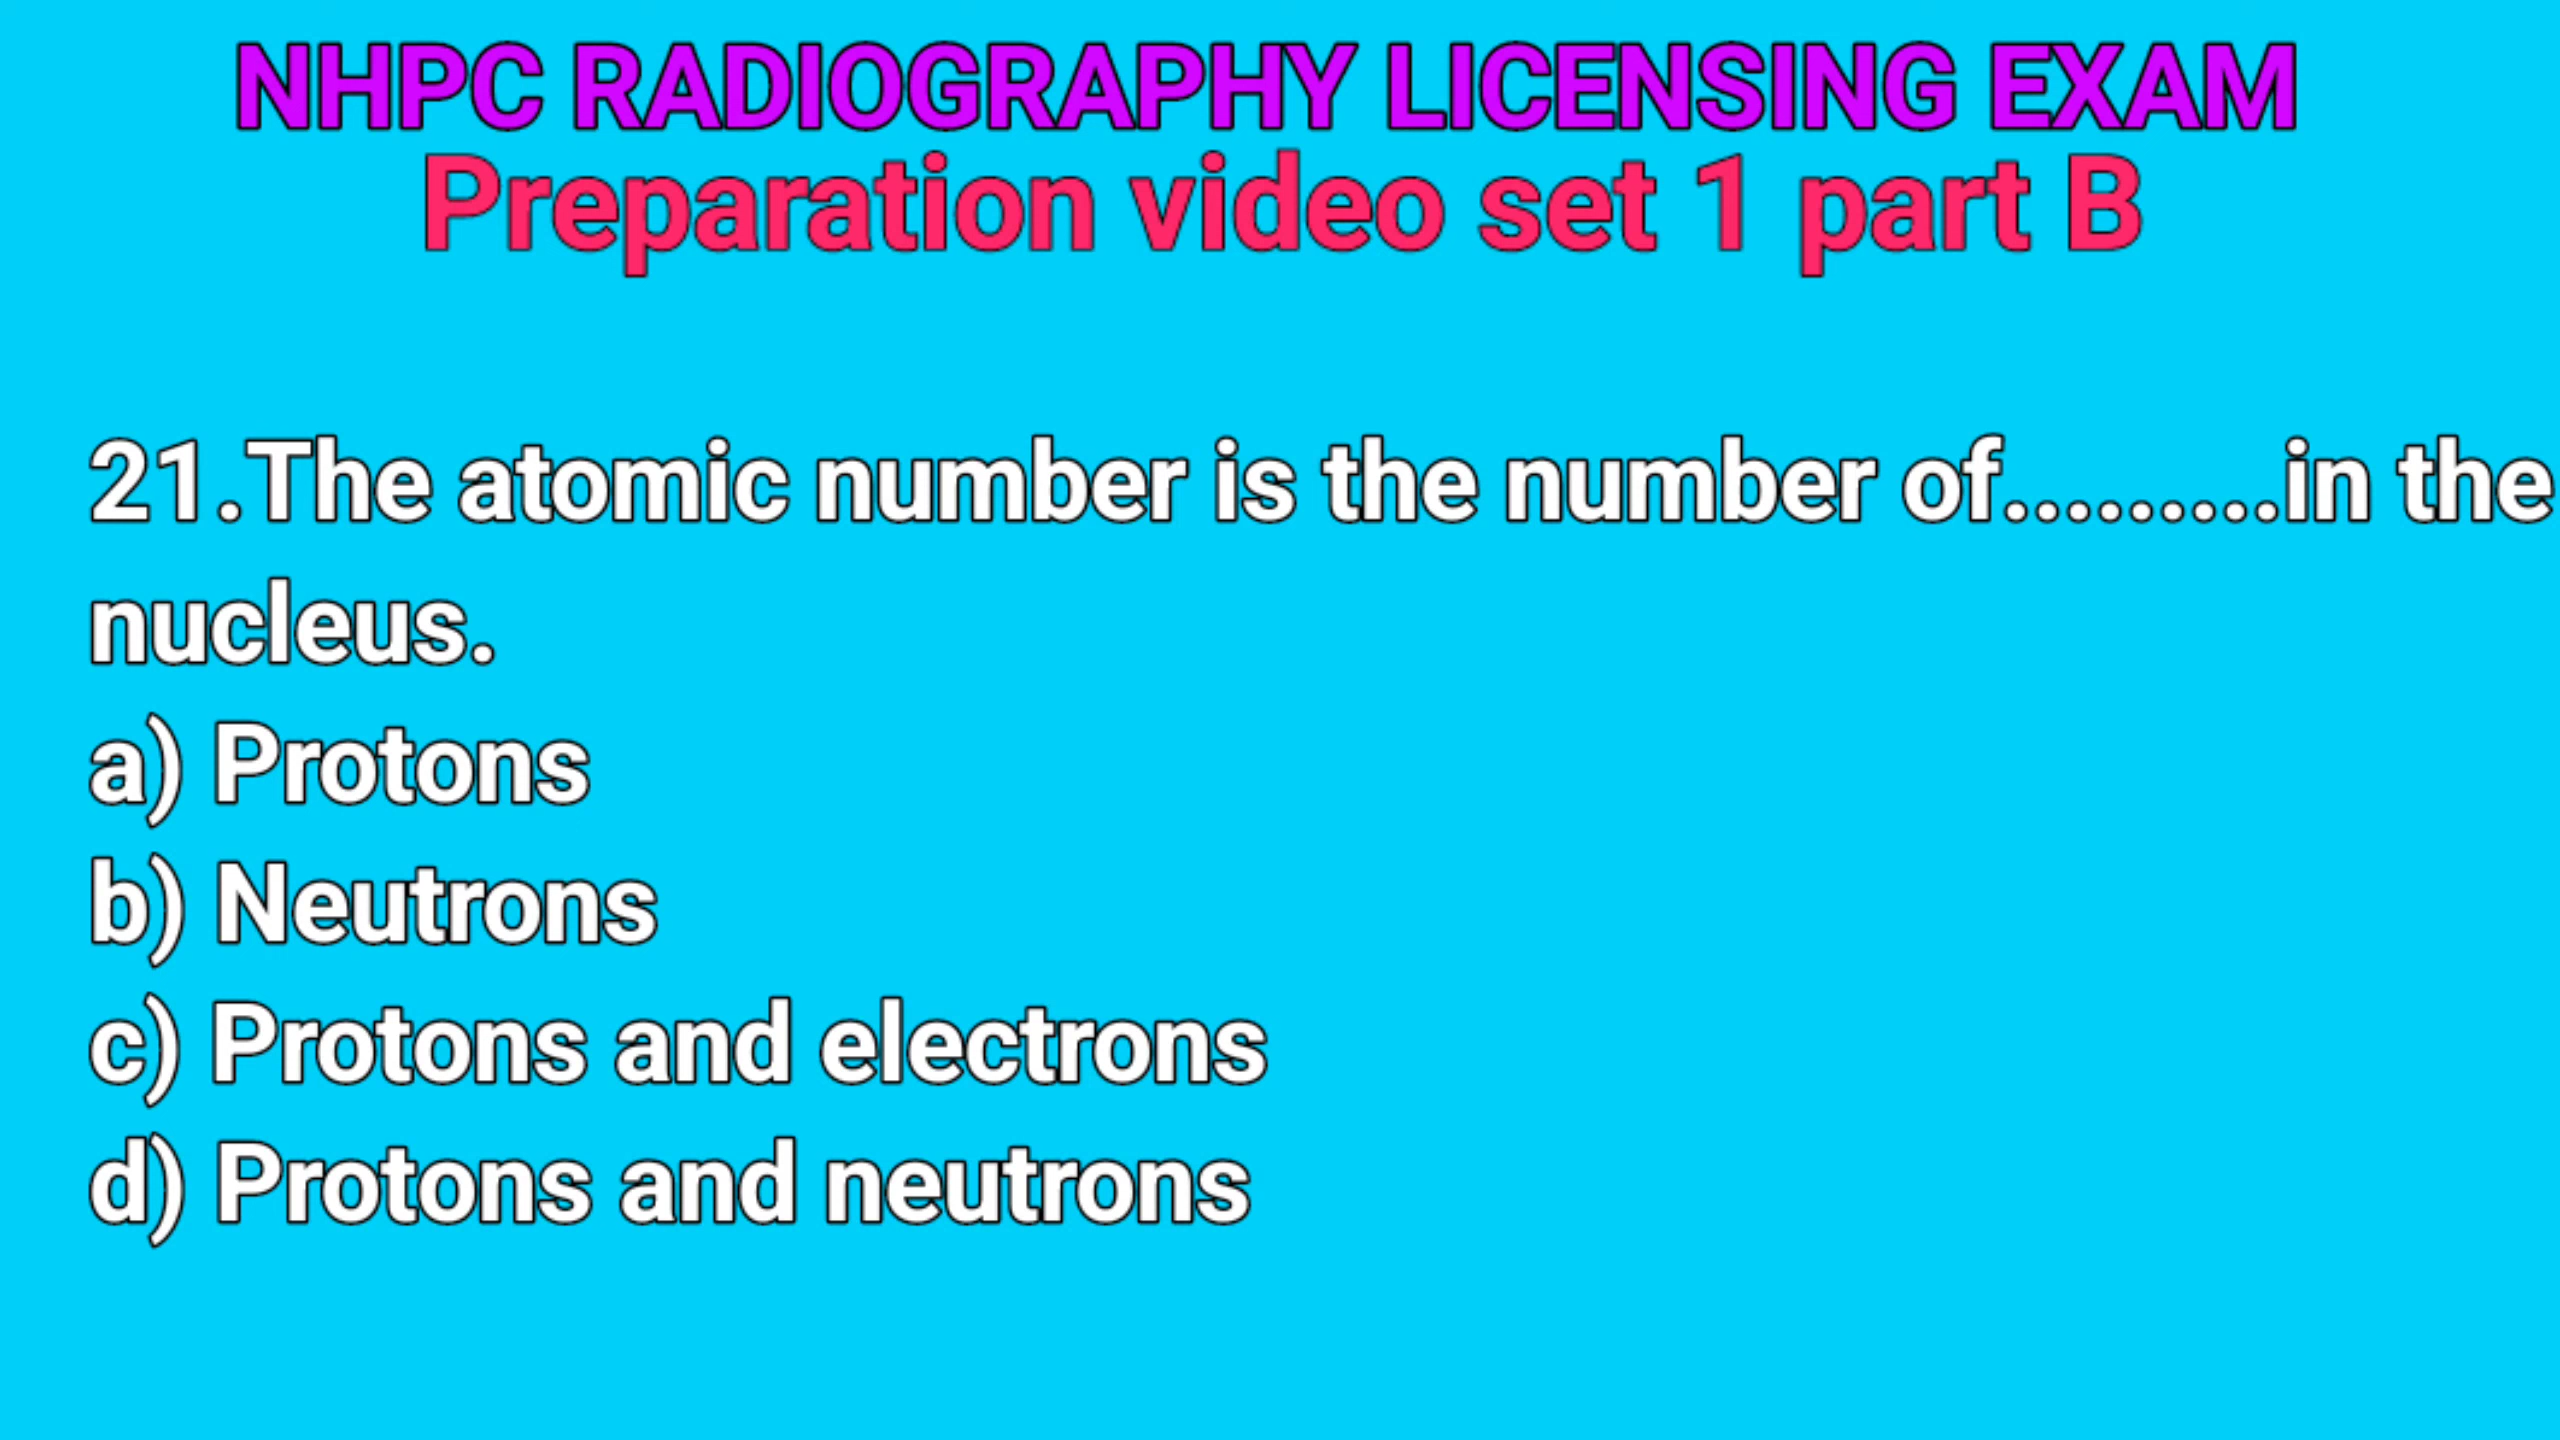 NHPC RADIOGRAPHY LICENSING EXAM
Preparation video set 1 part B
21.The atomic number is the number of.........in the
nucleus.
a) Protons
b) Neutrons
c) Protons and electrons
d) Protons and neutrons